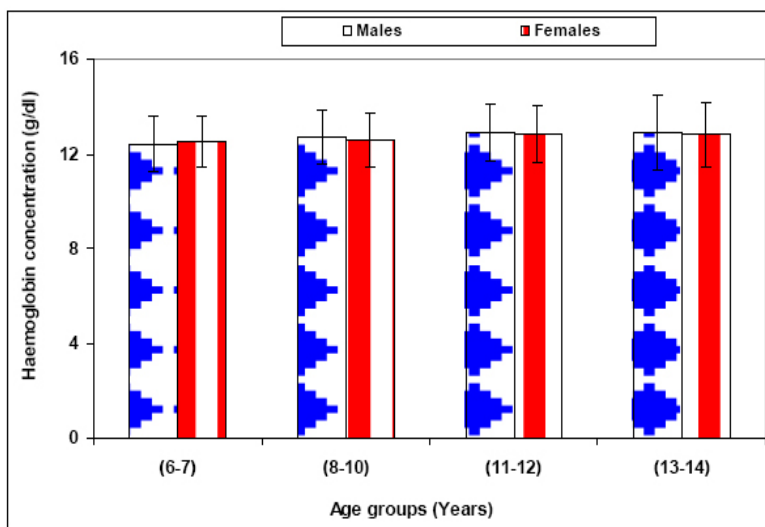 Males Females
Haemoglobin concentration (g/dl)
16
12
8
4
0
(6-7) (8-10) (11-12) (13-14)
Age groups (Years)